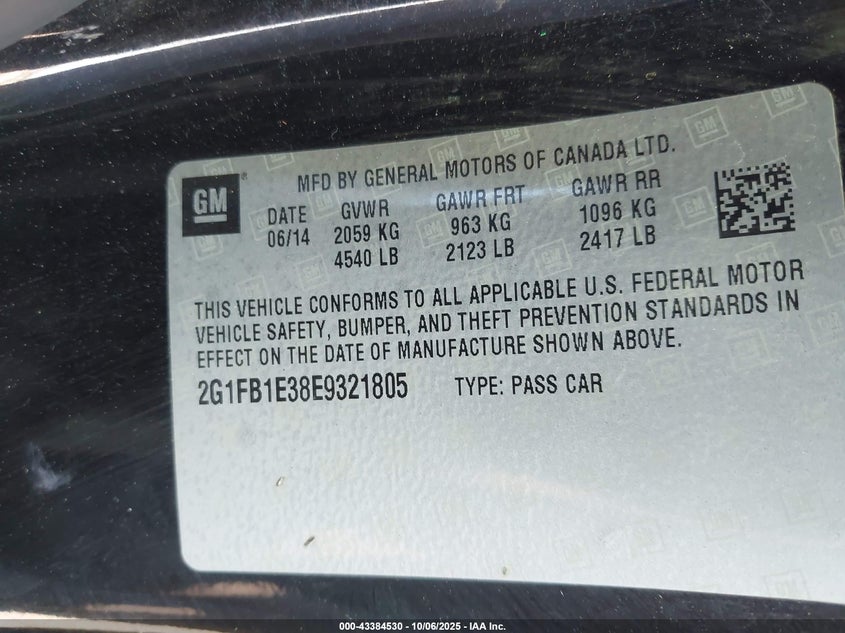 MFD BY GENERAL MOTORS OF CANADA LTD.
GM
DATE GVWR GAWR FRT GAWR RR
06/14 2059 KG 963 KG 1096 KG
4540 LB 2123 LB 2417 LB
THIS VEHICLE CONFORMS TO ALL APPLICABLE U.S. FEDERAL MOTOR
VEHICLE SAFETY, BUMPER, AND THEFT PREVENTION STANDARDS IN
EFFECT ON THE DATE OF MANUFACTURE SHOWN ABOVE.
2G1FB1E38E9321805 TYPE: PASS CAR
000-43384530 - 10/06/2025 - IAA Inc.